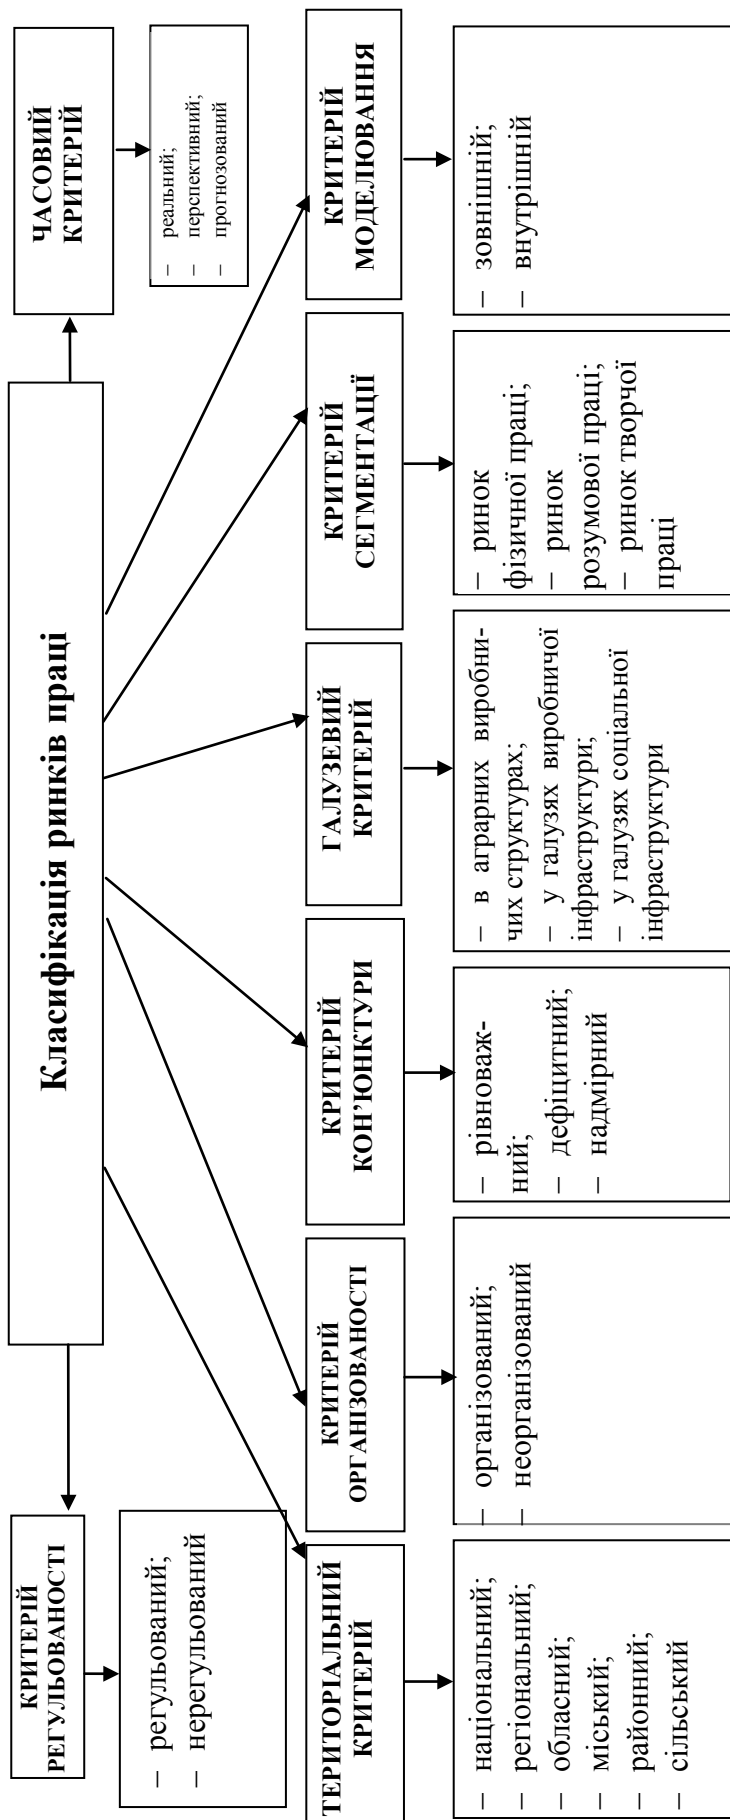 Класифікація ринків праці
КРИТЕРІЙ
РЕГУЛЬОВАНОСТІ
– регульований;
– нерегульований
ЧАСОВИЙ
КРИТЕРІЙ
– реальний;
– перспективний;
– прогнозований
ТЕРИТОРІАЛЬНИЙ
КРИТЕРІЙ
– національний;
– регіональний;
– обласний;
– міський;
– районний;
– сільський
КРИТЕРІЙ
ОРГАНІЗОВАНОСТІ
– організований;
– неорганізований
КРИТЕРІЙ
КОН’ЮНКТУРИ
– рівноваж-
ний;
– дефіцитний;
– надмірний
ГАЛУЗЕВИЙ
КРИТЕРІЙ
– в аграрних виробни-
чих структурах;
– у галузях виробничої
інфраструктури;
– у галузях соціальної
інфраструктури
КРИТЕРІЙ
СЕГМЕНТАЦІЇ
– ринок
фізичної праці;
– ринок
розумової праці;
– ринок творчої
праці
КРИТЕРІЙ
МОДЕЛЮВАННЯ
– зовнішній;
– внутрішній